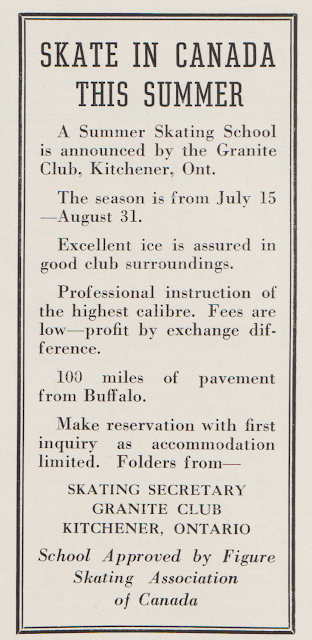 SKATE IN CANADA
THIS SUMMER
A Summer Skating School
is announced by the Granite
Club, Kitchener, Ont.
The season is from July 15
—August 31.
Excellent ice is assured in
good club surroundings.
Professional instruction of
the highest calibre. Fees are
low—profit by exchange dif-
ference.
100 miles of pavement
from Buffalo.
Make reservation with first
inquiry as accommodation
limited. Folders from—
SKATING SECRETARY
GRANITE CLUB
KITCHENER, ONTARIO
School Approved by Figure
Skating Association
of Canada